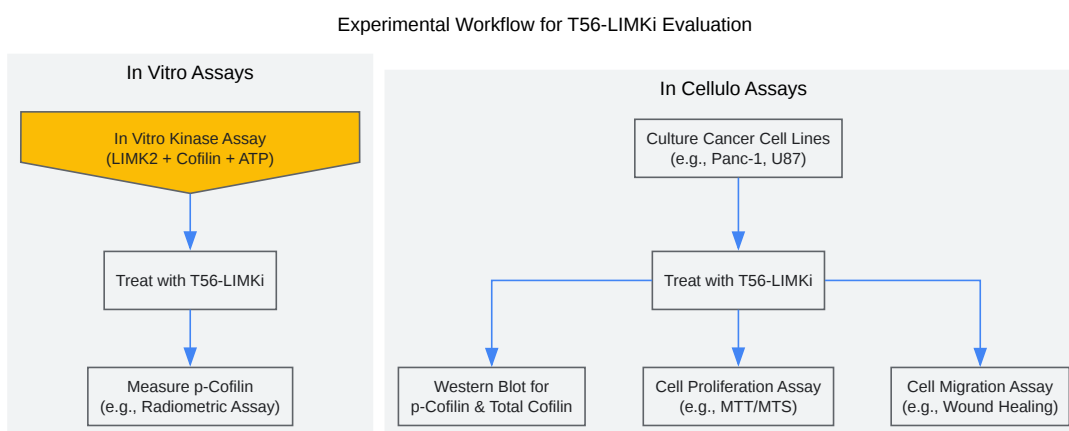 Experimental Workflow for T56-LIMKi Evaluation
In Vitro Assays
In Vitro Kinase Assay
(LIMK2 + Cofilin + ATP)
Treat with T56-LIMKi
Measure p-Cofilin
(e.g., Radiometric Assay)
In Cellulo Assays
Culture Cancer Cell Lines
(e.g., Panc-1, U87)
Treat with T56-LIMKi
Western Blot for
p-Cofilin & Total Cofilin
Cell Proliferation Assay
(e.g., MTT/MTS)
Cell Migration Assay
(e.g., Wound Healing)